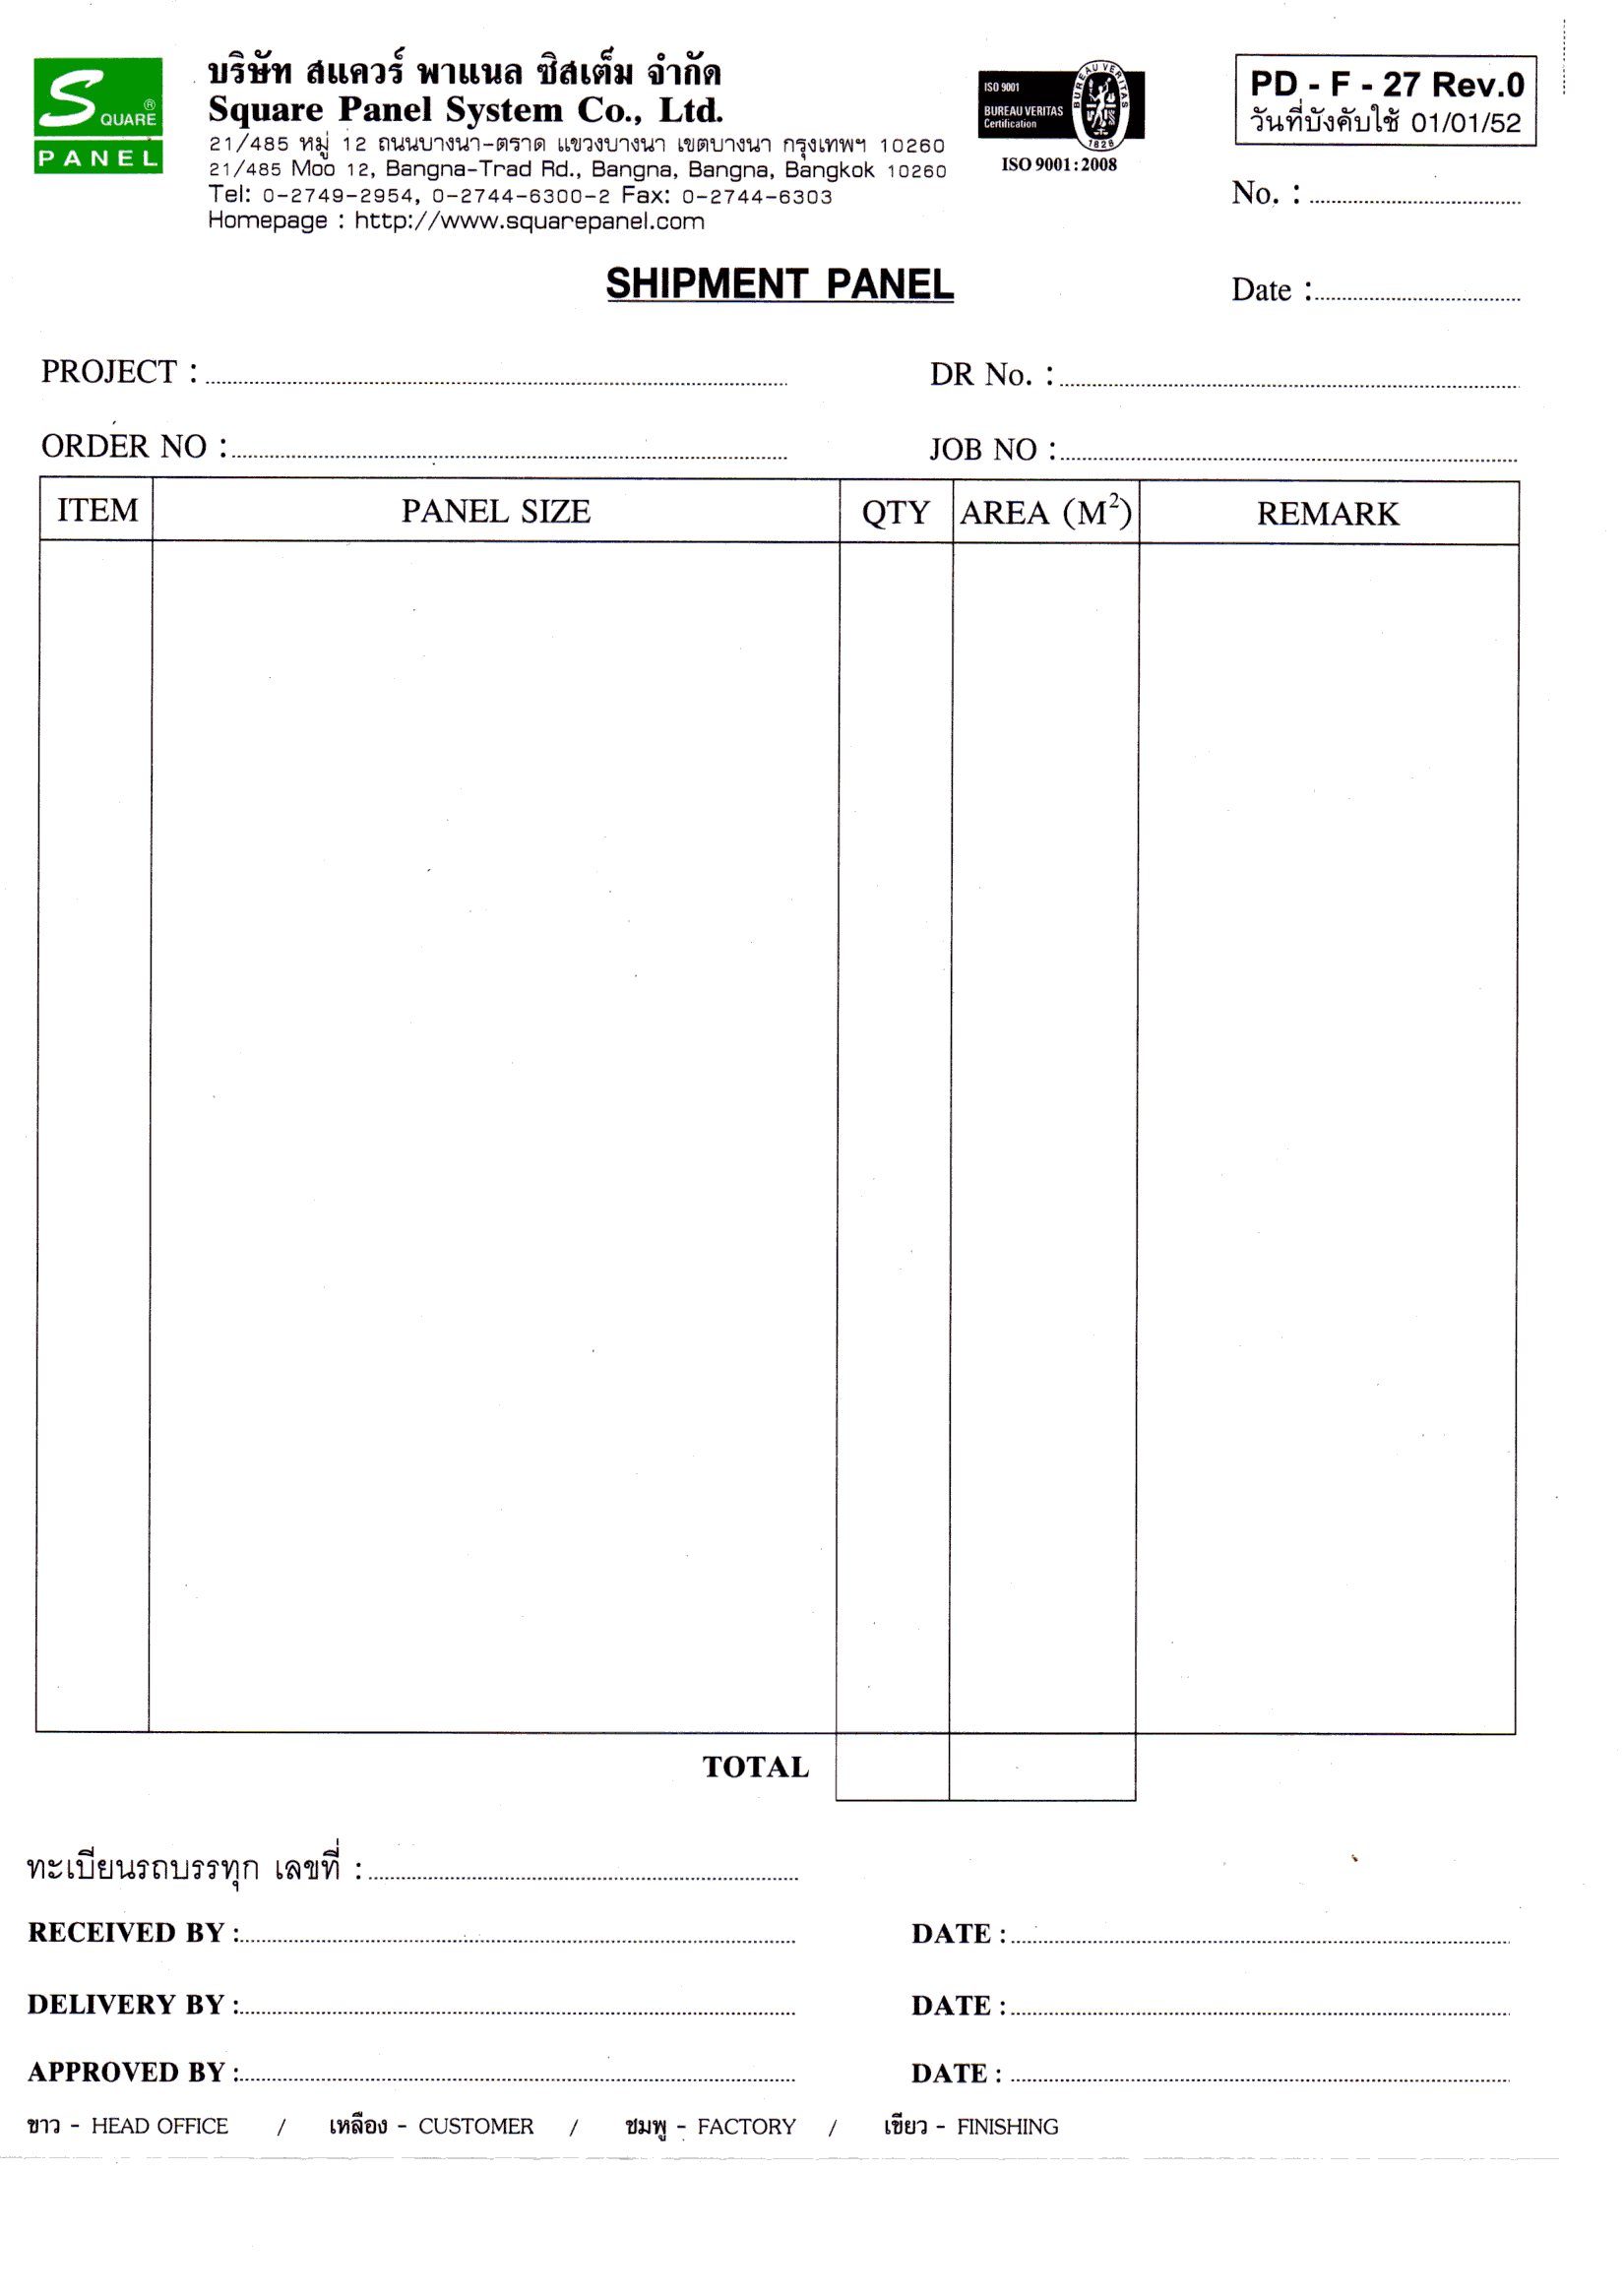 SQUARE ®
PANEL
บริษัท สแควร์ พาแนล ซิสเต็ม จำกัด
Square Panel System Co., Ltd.
21/485 หมู่ 12 ถนนบางนา-ตราด แขวงบางนา เขตบางนา กรุงเทพฯ 10260
21/485 Moo 12, Bangna-Trad Rd., Bangna, Bangna, Bangkok 10260
Tel: 0-2749-2954, 0-2744-6300-2 Fax: 0-2744-6303
Homepage : http://www.squarepanel.com
ISO 9001
BUREAU VERITAS
Certification
BUREAU VERITAS
1828
ISO 9001:2008
PD - F - 27 Rev.0
วันที่บังคับใช้ 01/01/52
No. :
SHIPMENT PANEL
Date :
PROJECT :
DR No. :
ORDER NO :
JOB NO :
ITEM PANEL SIZE QTY AREA (M²) REMARK
TOTAL
ทะเบียนรถบรรทุก เลขที่ :
RECEIVED BY : DATE :
DELIVERY BY : DATE :
APPROVED BY : DATE :
ขาว - HEAD OFFICE / เหลือง - CUSTOMER / ชมพู - FACTORY / เขียว - FINISHING